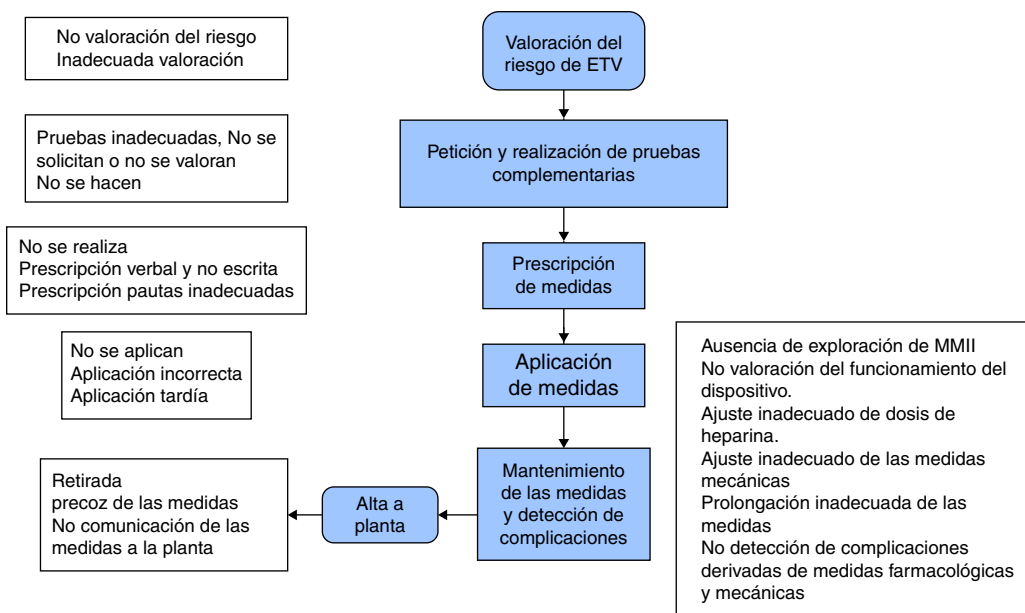 No valoración del riesgo
Inadecuada valoración
Valoración del
riesgo de ETV
Pruebas inadecuadas, No se
solicitan o no se valoran
No se hacen
Petición y realización de pruebas
complementarias
No se realiza
Prescripción verbal y no escrita
Prescripción pautas inadecuadas
Prescripción
de medidas
No se aplican
Aplicación incorrecta
Aplicación tardía
Aplicación
de medidas
Ausencia de exploración de MMII
No valoración del funcionamiento del
dispositivo.
Ajuste inadecuado de dosis de
heparina.
Ajuste inadecuado de las medidas
mecánicas
Prolongación inadecuada de las
medidas
No detección de complicaciones
derivadas de medidas farmacológicas
y mecánicas
Mantenimiento
de las medidas
y detección de
complicaciones
Alta a
planta
Retirada
precoz de las medidas
No comunicación de las
medidas a la planta